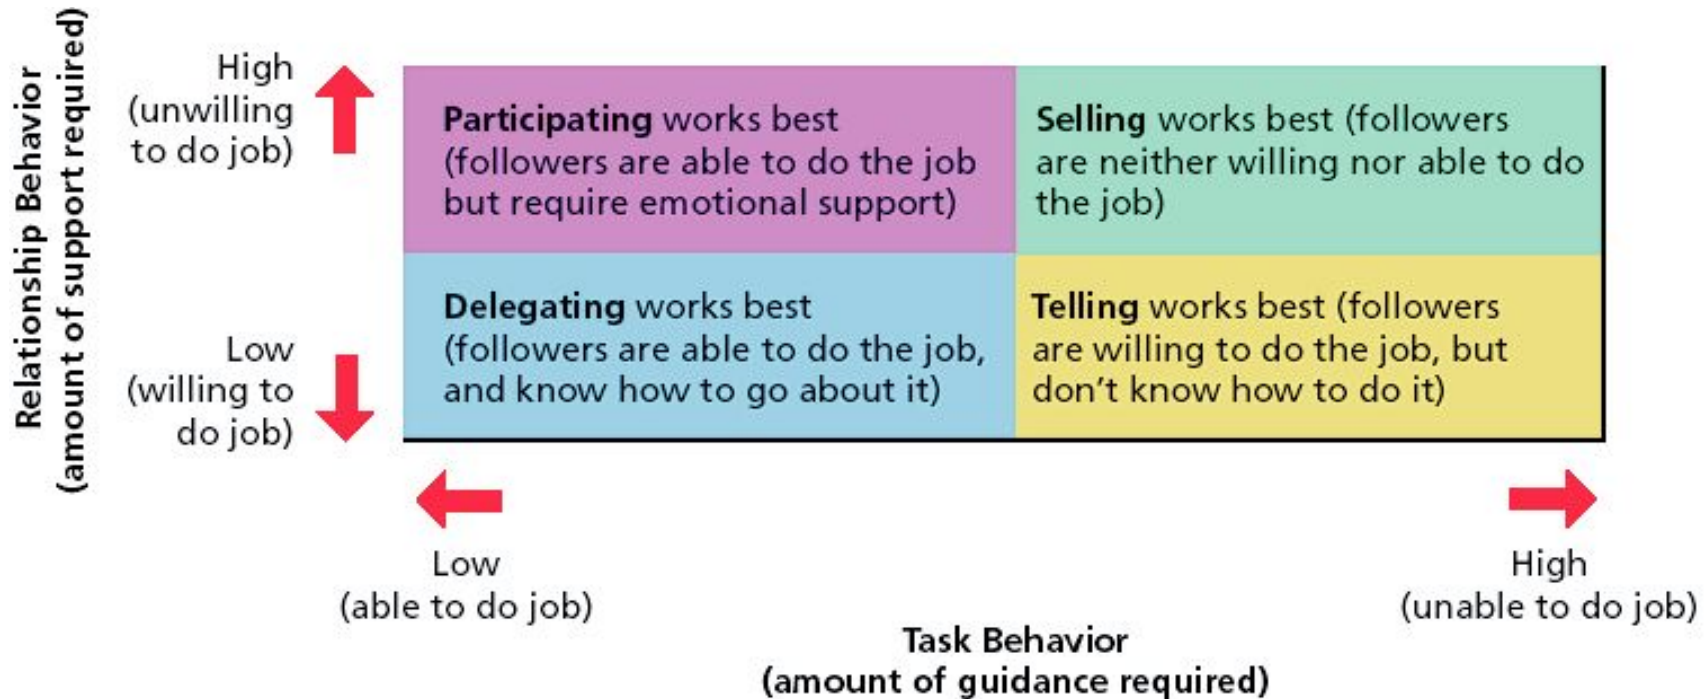 Relationship Behavior
(amount of support required)
High
(unwilling
to do job)
Low
(willing to
do job)
Participating works best
(followers are able to do the job
but require emotional support)
Selling works best (followers
are neither willing nor able to do
the job)
Delegating works best
(followers are able to do the job,
and know how to go about it)
Telling works best (followers
are willing to do the job, but
don't know how to do it)
Low
(able to do job)
High
(unable to do job)
Task Behavior
(amount of guidance required)